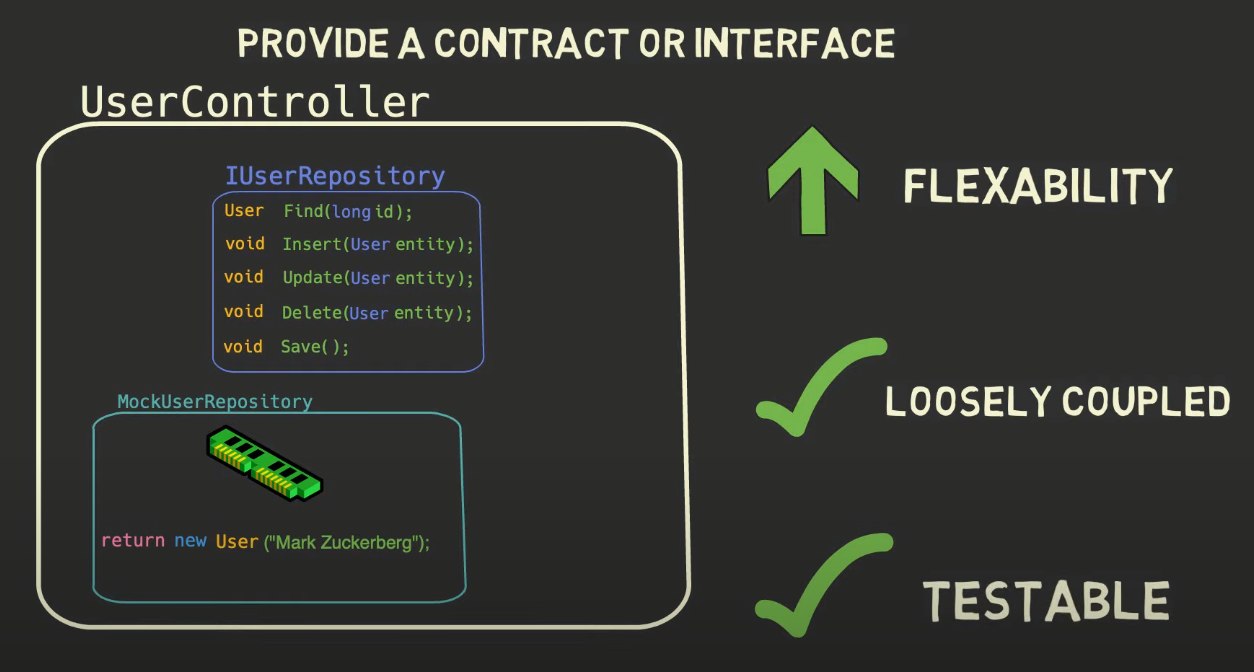 PROVIDE A CONTRACT OR INTERFACE
UserController
IUserRepository
User Find(long id);
void Insert(User entity);
void Update(User entity);
void Delete(User entity);
void Save( );
MockUserRepository
return new User ("Mark Zuckerberg");
FLEXABILITY
LOOSELY COUPLED
TESTABLE